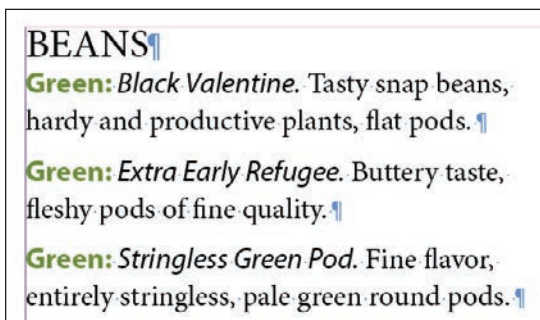 BEANS¶
Green: Black Valentine. Tasty snap beans,
hardy and productive plants, flat pods. ¶
Green: Extra Early Refugee. Buttery taste,
fleshy pods of fine quality. ¶
Green: Stringless Green Pod. Fine flavor,
entirely stringless, pale green round pods. ¶